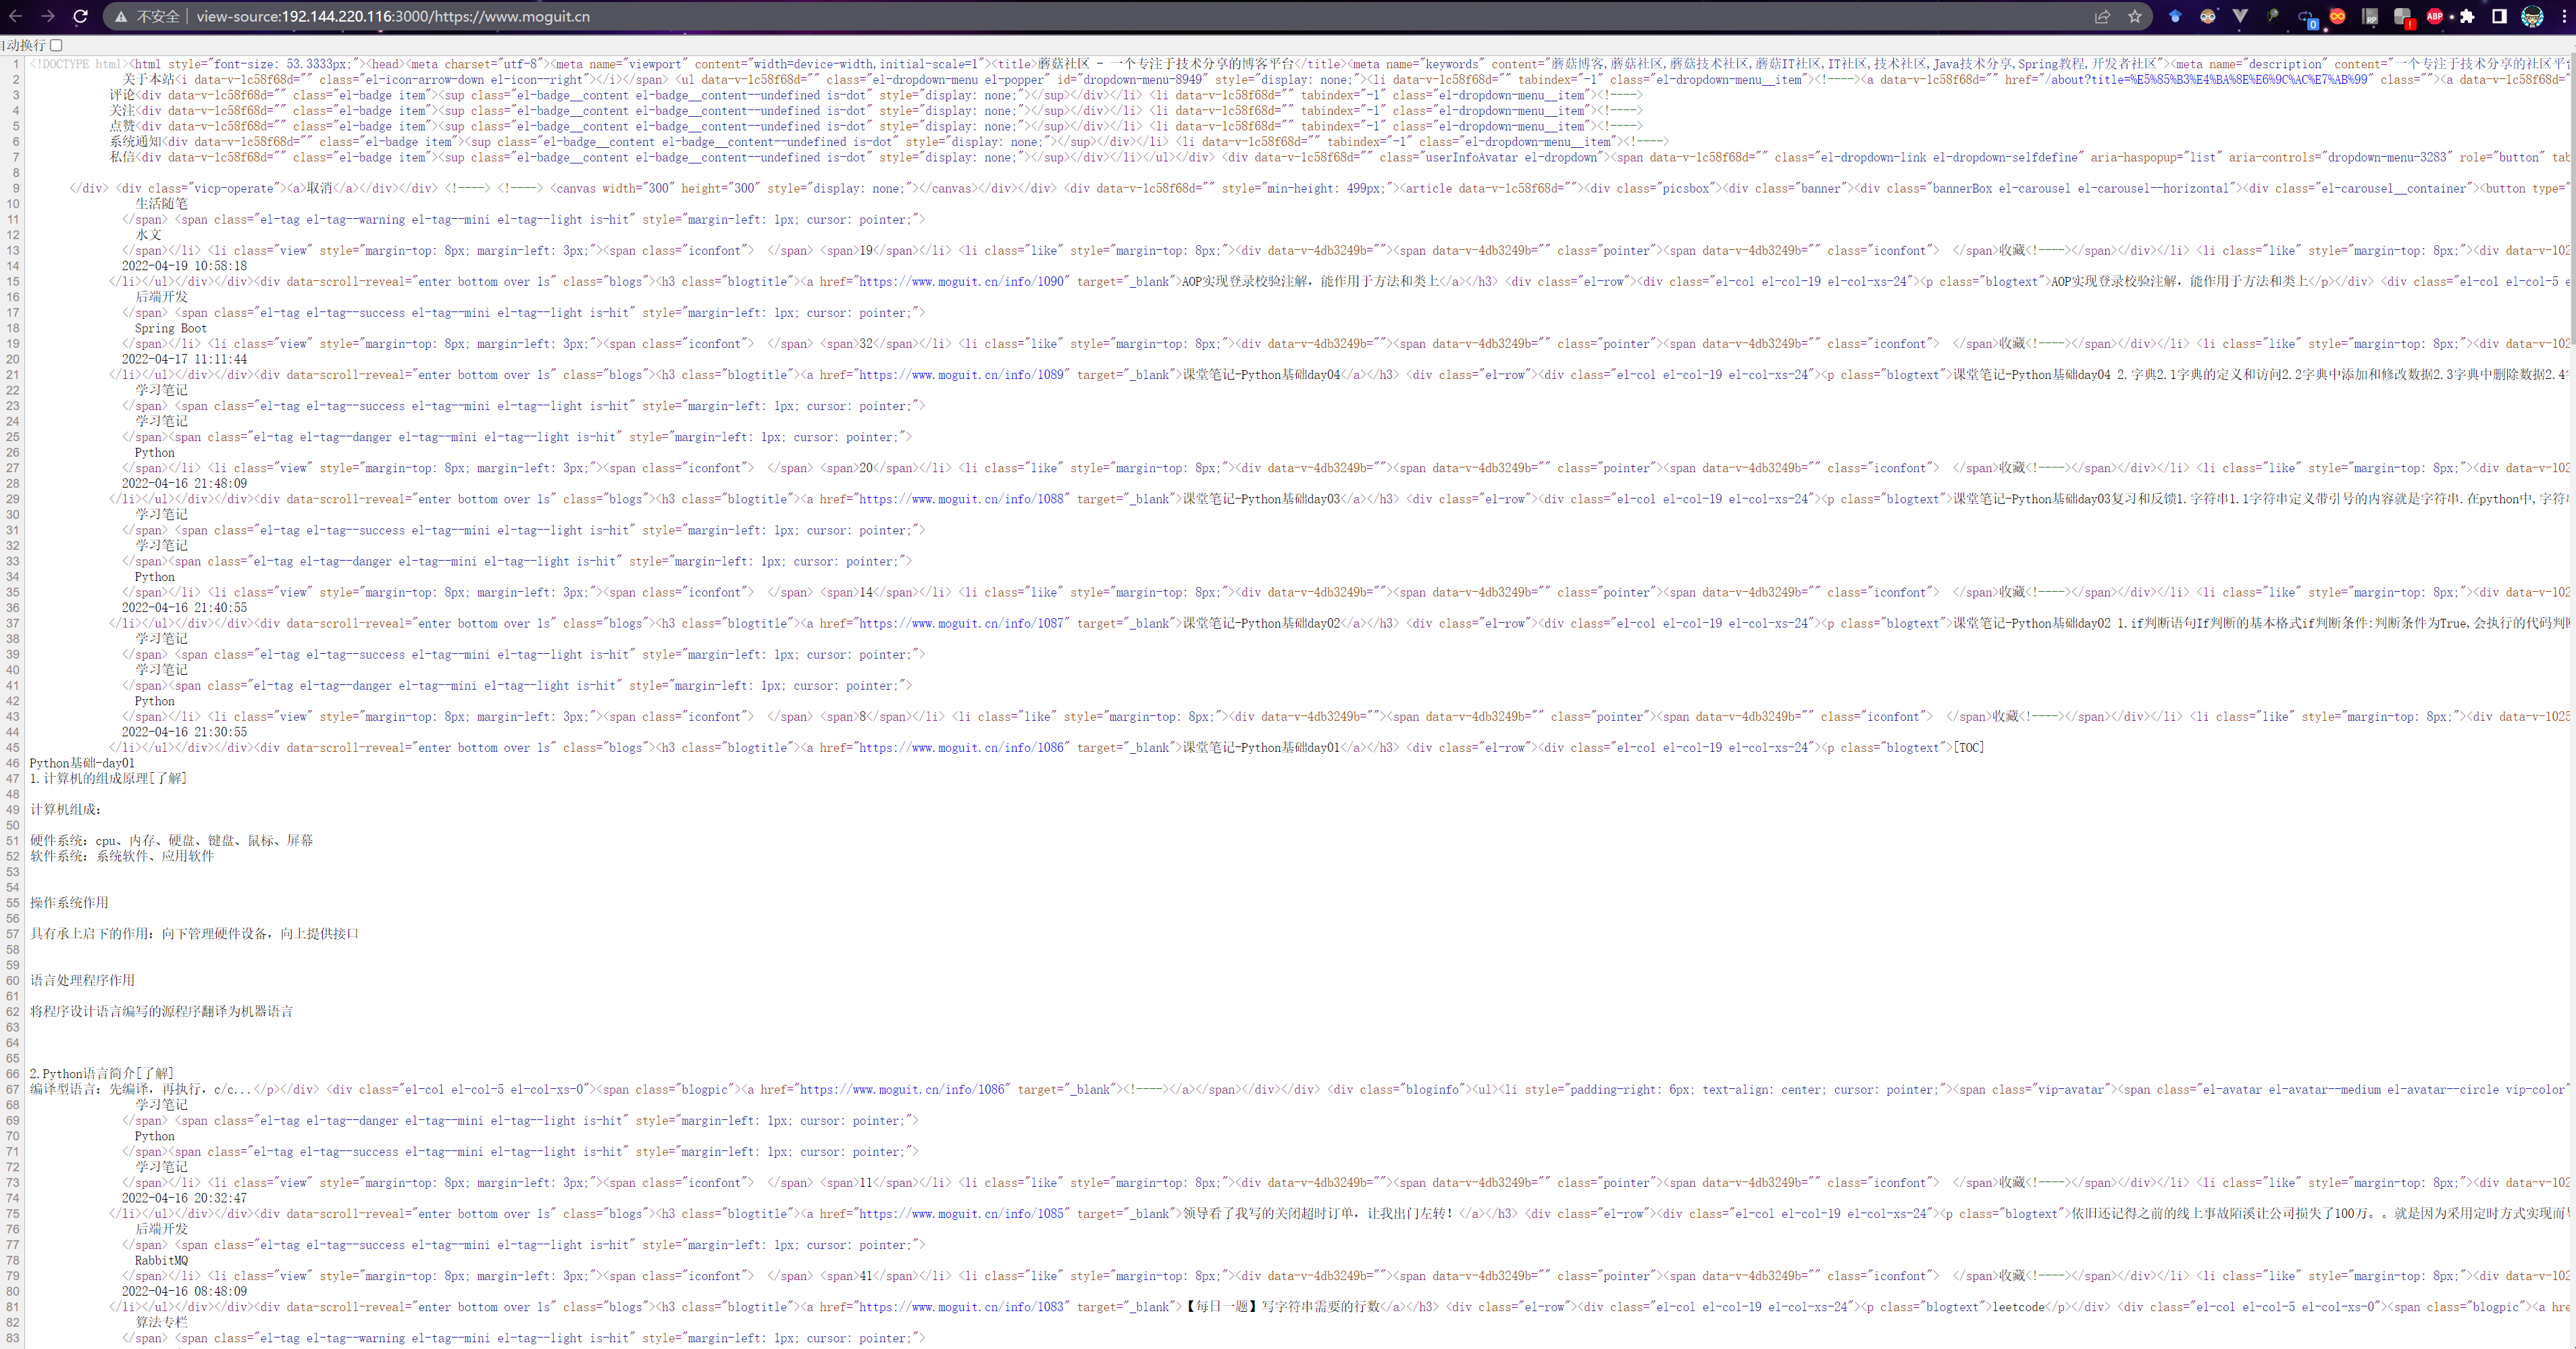 不安全 view-source:192.144.220.116:3000/https://www.moguit.cn
自动换行
1 <!DOCTYPE html><html style="font-size: 53.3333px;"><head><meta charset="utf-8"><meta name="viewport" content="width=device-width,initial-scale=1"><title>蘑菇社区 - 一个专注于技术分享的博客平台</title><meta name="keywords" content="蘑菇博客,蘑菇社区,蘑菇技术社区,蘑菇IT社区,IT社区,技术社区,Java技术分享,Spring教程,开发者社区"><meta name="description" content="一个专注于技术分享的社区平台
2 关于本站<i data-v-1c58f68d="" class="el-icon-arrow-down el-icon--right"></i></span> <ul data-v-1c58f68d="" class="el-dropdown-menu el-popper" id="dropdown-menu-8949" style="display: none;"><li data-v-1c58f68d="" tabindex="-1" class="el-dropdown-menu__item"><!----><a data-v-1c58f68d="" href="/about?title=%E5%85%B3%E4%BA%8E%E6%9C%AC%E7%AB%99" class=""><a data-v-1c58f68d="
3 评论<div data-v-1c58f68d="" class="el-badge item"><sup class="el-badge__content el-badge__content--undefined is-dot" style="display: none;"></sup></div></li> <li data-v-1c58f68d="" tabindex="-1" class="el-dropdown-menu__item"><!---->
4 关注<div data-v-1c58f68d="" class="el-badge item"><sup class="el-badge__content el-badge__content--undefined is-dot" style="display: none;"></sup></div></li> <li data-v-1c58f68d="" tabindex="-1" class="el-dropdown-menu__item"><!---->
5 点赞<div data-v-1c58f68d="" class="el-badge item"><sup class="el-badge__content el-badge__content--undefined is-dot" style="display: none;"></sup></div></li> <li data-v-1c58f68d="" tabindex="-1" class="el-dropdown-menu__item"><!---->
6 系统通知<div data-v-1c58f68d="" class="el-badge item"><sup class="el-badge__content el-badge__content--undefined is-dot" style="display: none;"></sup></div></li> <li data-v-1c58f68d="" tabindex="-1" class="el-dropdown-menu__item"><!---->
7 私信<div data-v-1c58f68d="" class="el-badge item"><sup class="el-badge__content el-badge__content--undefined is-dot" style="display: none;"></sup></div></li></ul></div> <div data-v-1c58f68d="" class="userInfoAvatar el-dropdown"><span data-v-1c58f68d="" class="el-dropdown-link el-dropdown-selfdefine" aria-haspopup="list" aria-controls="dropdown-menu-3283" role="button" tab
8
9 </div> <div class="vicp-operate"><a>取消</a></div></div> <!----> <!----> <canvas width="300" height="300" style="display: none;"></canvas></div></div> <div data-v-1c58f68d="" style="min-height: 499px;"><article data-v-1c58f68d=""><div class="picsbox"><div class="banner"><div class="bannerBox el-carousel el-carousel--horizontal"><div class="el-carousel__container"><button type="
10 生活随笔
11 </span> <span class="el-tag el-tag--warning el-tag--mini el-tag--light is-hit" style="margin-left: 1px; cursor: pointer;">
12 水文
13 </span></li> <li class="view" style="margin-top: 8px; margin-left: 3px;"><span class="iconfont"> </span> <span>19</span></li> <li class="like" style="margin-top: 8px;"><div data-v-4db3249b=""><span data-v-4db3249b="" class="pointer"><span data-v-4db3249b="" class="iconfont"> </span>收藏<!----></span></div></li> <li class="like" style="margin-top: 8px;"><div data-v-102
14 2022-04-19 10:58:18
15 </li></ul></div></div><div data-scroll-reveal="enter bottom over 1s" class="blogs"><h3 class="blogtitle"><a href="https://www.moguit.cn/info/1090" target="_blank">AOP实现登录校验注解，能作用于方法和类上</a></h3> <div class="el-row"><div class="el-col el-col-19 el-col-xs-24"><p class="blogtext">AOP实现登录校验注解，能作用于方法和类上</p></div> <div class="el-col el-col-5 e
16 后端开发
17 </span> <span class="el-tag el-tag--success el-tag--mini el-tag--light is-hit" style="margin-left: 1px; cursor: pointer;">
18 Spring Boot
19 </span></li> <li class="view" style="margin-top: 8px; margin-left: 3px;"><span class="iconfont"> </span> <span>32</span></li> <li class="like" style="margin-top: 8px;"><div data-v-4db3249b=""><span data-v-4db3249b="" class="pointer"><span data-v-4db3249b="" class="iconfont"> </span>收藏<!----></span></div></li> <li class="like" style="margin-top: 8px;"><div data-v-102
20 2022-04-17 11:11:44
21 </li></ul></div></div><div data-scroll-reveal="enter bottom over 1s" class="blogs"><h3 class="blogtitle"><a href="https://www.moguit.cn/info/1089" target="_blank">课堂笔记-Python基础day04</a></h3> <div class="el-row"><div class="el-col el-col-19 el-col-xs-24"><p class="blogtext">课堂笔记-Python基础day04 2.字典2.1字典的定义和访问2.2字典中添加和修改数据2.3字典中删除数据2.4
22 学习笔记
23 </span> <span class="el-tag el-tag--success el-tag--mini el-tag--light is-hit" style="margin-left: 1px; cursor: pointer;">
24 学习笔记
25 </span><span class="el-tag el-tag--danger el-tag--mini el-tag--light is-hit" style="margin-left: 1px; cursor: pointer;">
26 Python
27 </span></li> <li class="view" style="margin-top: 8px; margin-left: 3px;"><span class="iconfont"> </span> <span>20</span></li> <li class="like" style="margin-top: 8px;"><div data-v-4db3249b=""><span data-v-4db3249b="" class="pointer"><span data-v-4db3249b="" class="iconfont"> </span>收藏<!----></span></div></li> <li class="like" style="margin-top: 8px;"><div data-v-102
28 2022-04-16 21:48:09
29 </li></ul></div></div><div data-scroll-reveal="enter bottom over 1s" class="blogs"><h3 class="blogtitle"><a href="https://www.moguit.cn/info/1088" target="_blank">课堂笔记-Python基础day03</a></h3> <div class="el-row"><div class="el-col el-col-19 el-col-xs-24"><p class="blogtext">课堂笔记-Python基础day03复习和反馈1.字符串1.1字符串定义带引号的内容就是字符串.在python中,字符
30 学习笔记
31 </span> <span class="el-tag el-tag--success el-tag--mini el-tag--light is-hit" style="margin-left: 1px; cursor: pointer;">
32 学习笔记
33 </span><span class="el-tag el-tag--danger el-tag--mini el-tag--light is-hit" style="margin-left: 1px; cursor: pointer;">
34 Python
35 </span></li> <li class="view" style="margin-top: 8px; margin-left: 3px;"><span class="iconfont"> </span> <span>14</span></li> <li class="like" style="margin-top: 8px;"><div data-v-4db3249b=""><span data-v-4db3249b="" class="pointer"><span data-v-4db3249b="" class="iconfont"> </span>收藏<!----></span></div></li> <li class="like" style="margin-top: 8px;"><div data-v-102
36 2022-04-16 21:40:55
37 </li></ul></div></div><div data-scroll-reveal="enter bottom over 1s" class="blogs"><h3 class="blogtitle"><a href="https://www.moguit.cn/info/1087" target="_blank">课堂笔记-Python基础day02</a></h3> <div class="el-row"><div class="el-col el-col-19 el-col-xs-24"><p class="blogtext">课堂笔记-Python基础day02 1.if判断语句If判断的基本格式if判断条件:判断条件为True,会执行的代码判断
38 学习笔记
39 </span> <span class="el-tag el-tag--success el-tag--mini el-tag--light is-hit" style="margin-left: 1px; cursor: pointer;">
40 学习笔记
41 </span><span class="el-tag el-tag--danger el-tag--mini el-tag--light is-hit" style="margin-left: 1px; cursor: pointer;">
42 Python
43 </span></li> <li class="view" style="margin-top: 8px; margin-left: 3px;"><span class="iconfont"> </span> <span>8</span></li> <li class="like" style="margin-top: 8px;"><div data-v-4db3249b=""><span data-v-4db3249b="" class="pointer"><span data-v-4db3249b="" class="iconfont"> </span>收藏<!----></span></div></li> <li class="like" style="margin-top: 8px;"><div data-v-1025
44 2022-04-16 21:30:55
45 </li></ul></div></div><div data-scroll-reveal="enter bottom over 1s" class="blogs"><h3 class="blogtitle"><a href="https://www.moguit.cn/info/1086" target="_blank">课堂笔记-Python基础day01</a></h3> <div class="el-row"><div class="el-col el-col-19 el-col-xs-24"><p class="blogtext">[TOC]
46 Python基础-day01
47 1.计算机的组成原理[了解]
48
49 计算机组成：
50
51 硬件系统：cpu、内存、硬盘、键盘、鼠标、屏幕
52 软件系统：系统软件、应用软件
53
54
55 操作系统作用
56
57 具有承上启下的作用：向下管理硬件设备，向上提供接口
58
59
60 语言处理程序作用
61
62 将程序设计语言编写的源程序翻译为机器语言
63
64
65
66 2.Python语言简介[了解]
67 编译型语言：先编译，再执行，c/c...</p></div> <div class="el-col el-col-5 el-col-xs-0"><span class="blogpic"><a href="https://www.moguit.cn/info/1086" target="_blank"><!----></a></span></div></div> <div class="bloginfo"><ul><li style="padding-right: 6px; text-align: center; cursor: pointer;"><span class="vip-avatar"><span class="el-avatar el-avatar--medium el-avatar--circle vip-color"
68 学习笔记
69 </span> <span class="el-tag el-tag--danger el-tag--mini el-tag--light is-hit" style="margin-left: 1px; cursor: pointer;">
70 Python
71 </span><span class="el-tag el-tag--success el-tag--mini el-tag--light is-hit" style="margin-left: 1px; cursor: pointer;">
72 学习笔记
73 </span></li> <li class="view" style="margin-top: 8px; margin-left: 3px;"><span class="iconfont"> </span> <span>11</span></li> <li class="like" style="margin-top: 8px;"><div data-v-4db3249b=""><span data-v-4db3249b="" class="pointer"><span data-v-4db3249b="" class="iconfont"> </span>收藏<!----></span></div></li> <li class="like" style="margin-top: 8px;"><div data-v-102
74 2022-04-16 20:32:47
75 </li></ul></div></div><div data-scroll-reveal="enter bottom over 1s" class="blogs"><h3 class="blogtitle"><a href="https://www.moguit.cn/info/1085" target="_blank">领导看了我写的关闭超时订单，让我出门左转！</a></h3> <div class="el-row"><div class="el-col el-col-19 el-col-xs-24"><p class="blogtext">依旧还记得之前的线上事故陌溪让公司损失了100万。。就是因为采用定时方式实现而
76 后端开发
77 </span> <span class="el-tag el-tag--success el-tag--mini el-tag--light is-hit" style="margin-left: 1px; cursor: pointer;">
78 RabbitMQ
79 </span></li> <li class="view" style="margin-top: 8px; margin-left: 3px;"><span class="iconfont"> </span> <span>41</span></li> <li class="like" style="margin-top: 8px;"><div data-v-4db3249b=""><span data-v-4db3249b="" class="pointer"><span data-v-4db3249b="" class="iconfont"> </span>收藏<!----></span></div></li> <li class="like" style="margin-top: 8px;"><div data-v-102
80 2022-04-16 08:48:09
81 </li></ul></div></div><div data-scroll-reveal="enter bottom over 1s" class="blogs"><h3 class="blogtitle"><a href="https://www.moguit.cn/info/1083" target="_blank">【每日一题】写字符串需要的行数</a></h3> <div class="el-row"><div class="el-col el-col-19 el-col-xs-24"><p class="blogtext">leetcode</p></div> <div class="el-col el-col-5 el-col-xs-0"><span class="blogpic"><a hre
82 算法专栏
83 </span> <span class="el-tag el-tag--warning el-tag--mini el-tag--light is-hit" style="margin-left: 1px; cursor: pointer;">